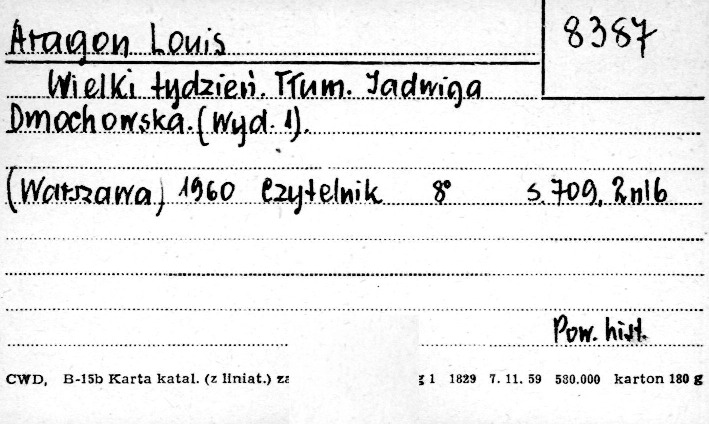 Aragon Louis
8387
Wielki tydzień. Tłum. Jadwiga
Dmochowska. (Wyd. 1).
(Warszawa) 1960 Czytelnik 8° s. 709, 2nlb
Pow. hist.
CWD, B-15b Karta katal. (z liniat.) za g 1 1829 7. 11. 59 580.000 karton 180 g